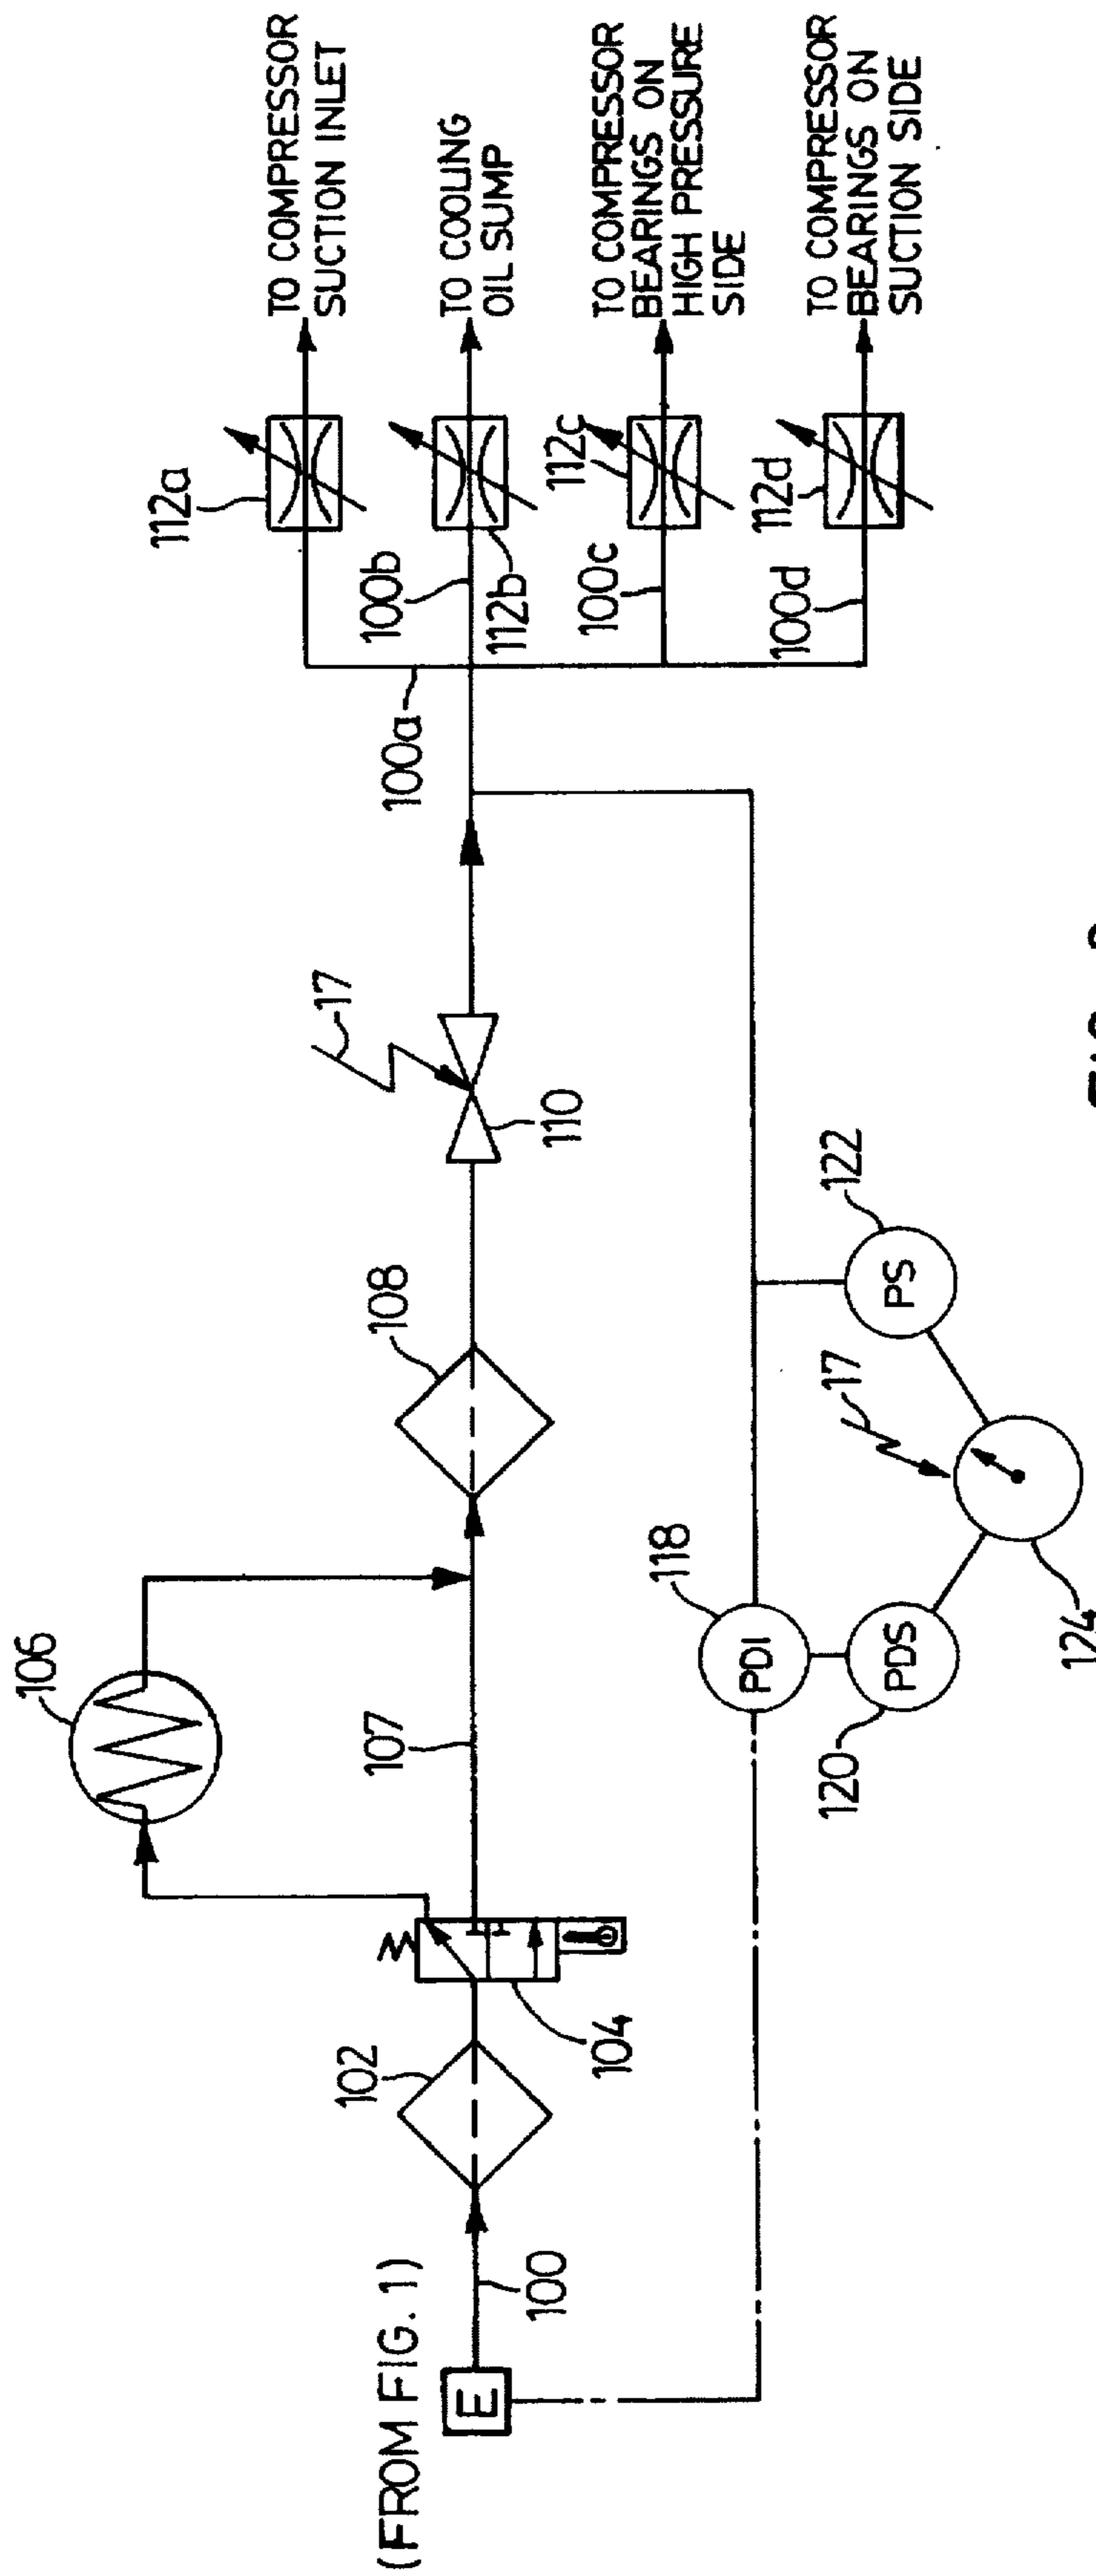 (FROM FIG. 1)
E
100
102
104
106
107
108
110
17
100a
100b
100c
100d
112a
112b
112c
112d
TO COMPRESSOR
SUCTION INLET
TO COOLING
OIL SUMP
TO COMPRESSOR
BEARINGS ON
HIGH PRESSURE
SIDE
TO COMPRESSOR
BEARINGS ON
SUCTION SIDE
118
PDI
120
PDS
17
122
PS
124